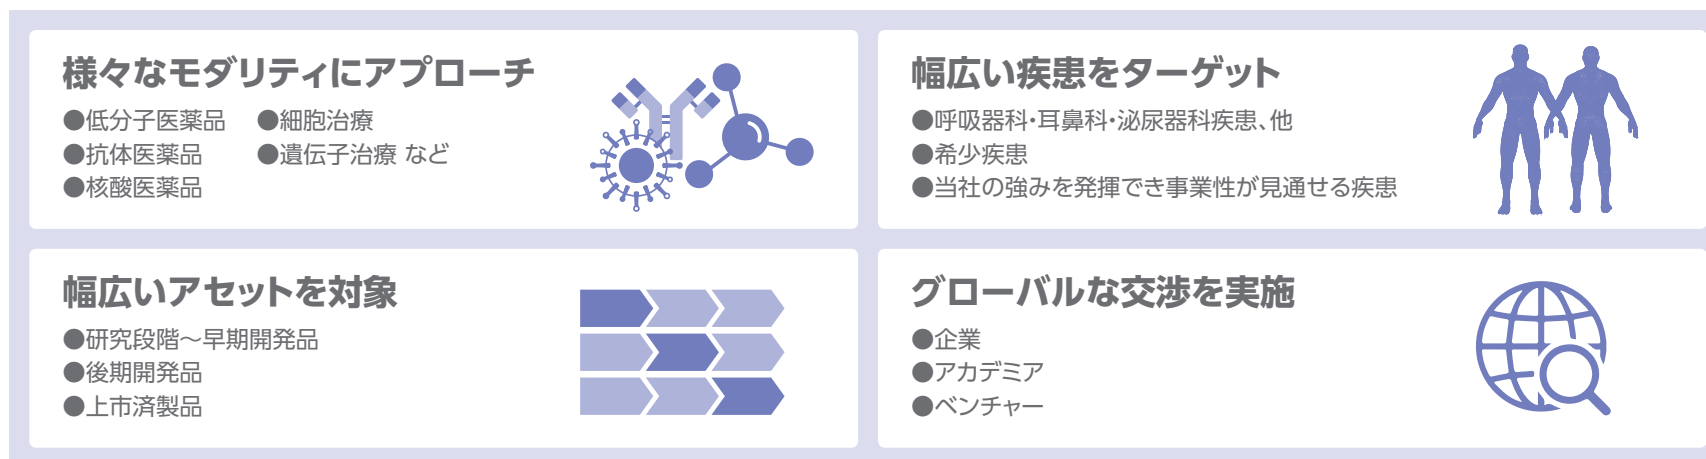 様々なモダリティにアプローチ
●低分子医薬品 ●細胞治療
●抗体医薬品 ●遺伝子治療 など
●核酸医薬品
幅広い疾患をターゲット
●呼吸器科・耳鼻科・泌尿器科疾患、他
●希少疾患
●当社の強みを発揮でき事業性が見通せる疾患
幅広いアセットを対象
●研究段階～早期開発品
●後期開発品
●上市済製品
グローバルな交渉を実施
●企業
●アカデミア
●ベンチャー